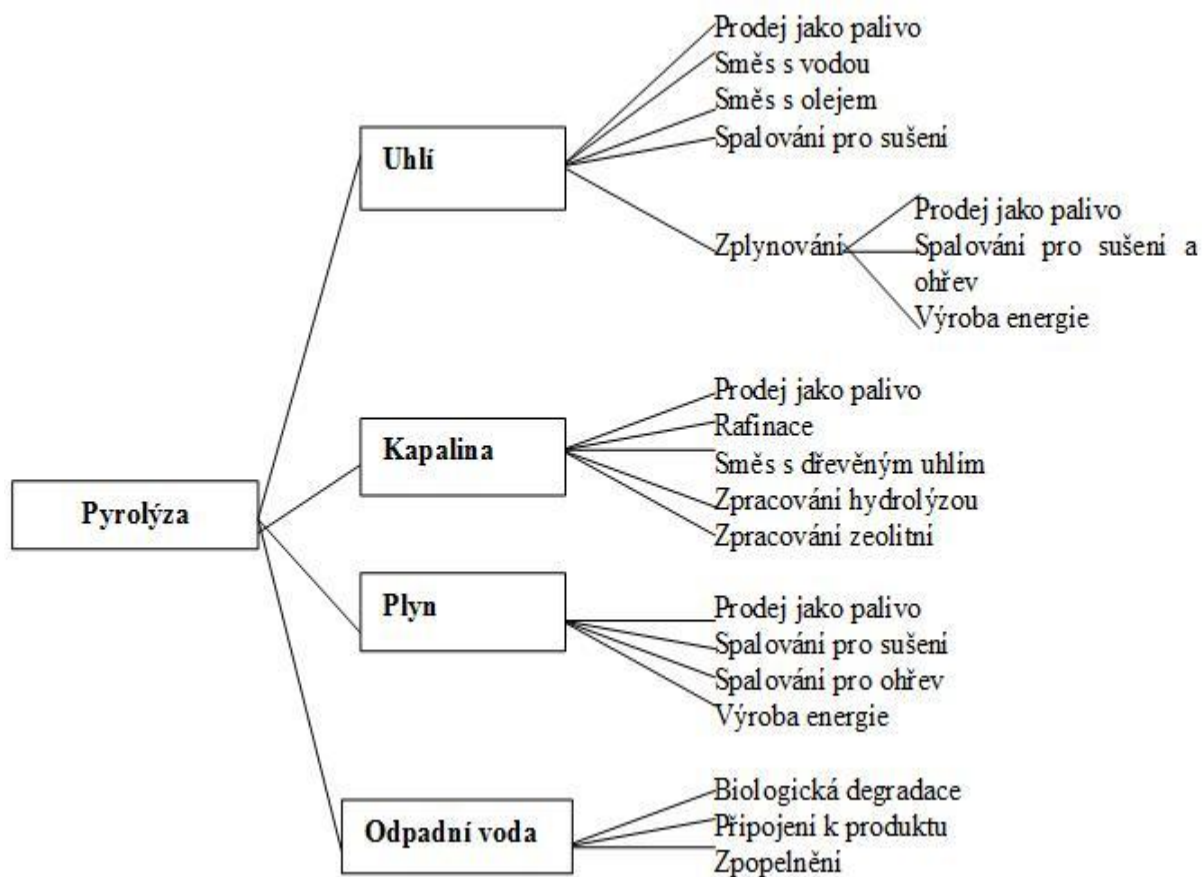 Pyrolýza
Uhlí
Prodej jako palivo
Směs s vodou
Směs s olejem
Spalování pro sušení
Zplynování
Prodej jako palivo
Spalování pro sušení a
ohřev
Výroba energie
Kapalina
Prodej jako palivo
Rafinace
Směs s dřevěným uhlím
Zpracování hydrolýzou
Zpracování zeolitní
Plyn
Prodej jako palivo
Spalování pro sušení
Spalování pro ohřev
Výroba energie
Odpadní voda
Biologická degradace
Připojení k produktu
Zpopelnění